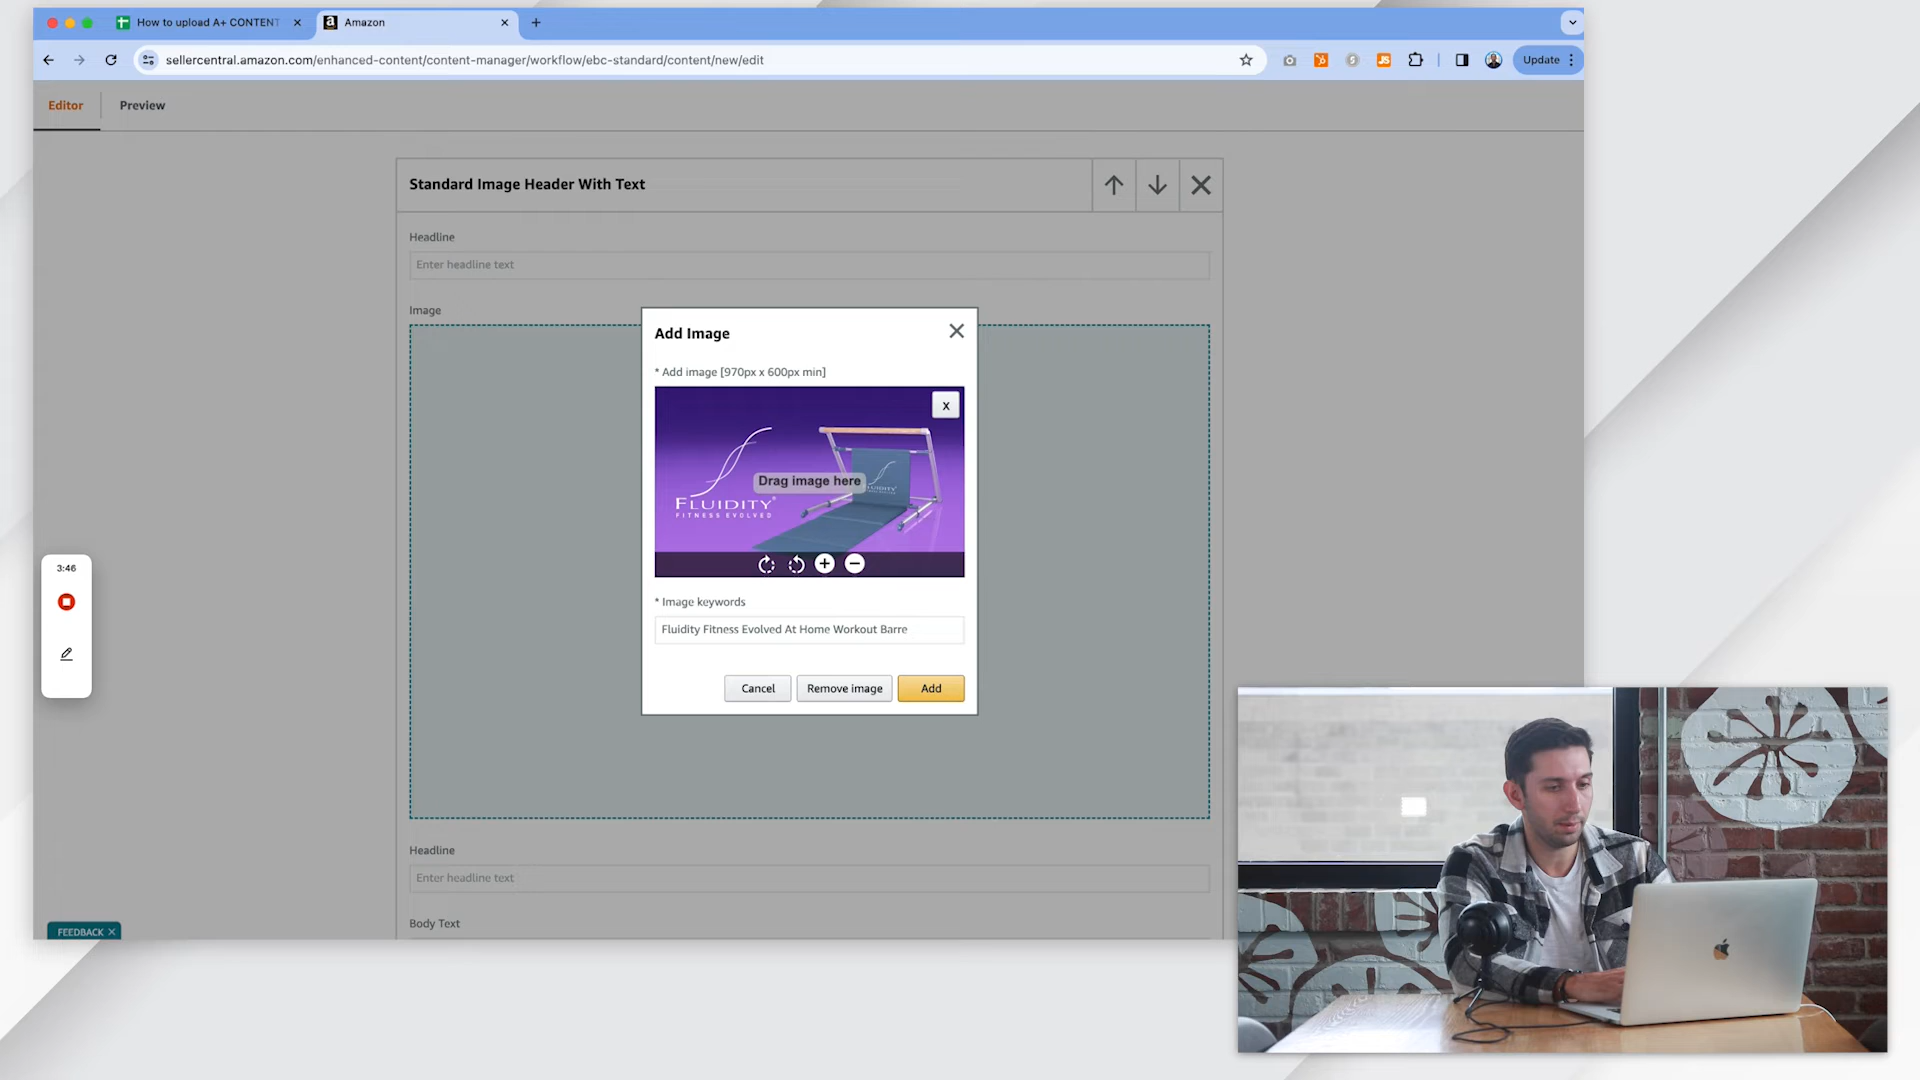 How to upload A+ CONTENT
Amazon
sellercentral.amazon.com/enhanced-content/content-manager/workflow/ebc-standard/content/new/edit
Update
Editor
Preview
Standard Image Header With Text
Headline
Enter headline text
Image
Add Image
* Add image [970px x 600px min]
x
Drag image here
FLUIDITY
FITNESS EVOLVED
* Image keywords
Fluidity Fitness Evolved At Home Workout Barre
Cancel
Remove image
Add
3:46
Headline
Enter headline text
Body Text
FEEDBACK